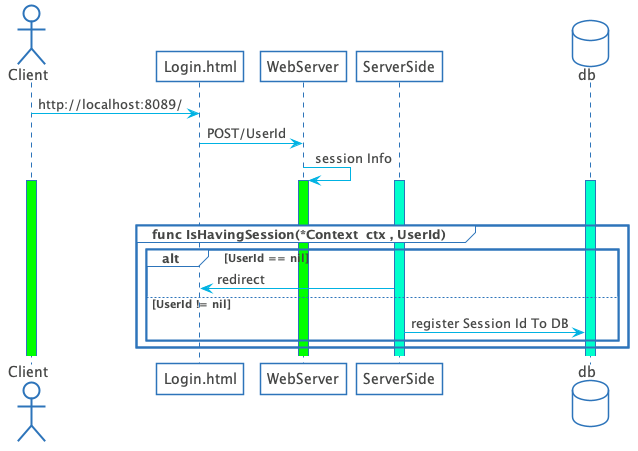 Client
Login.html
WebServer
ServerSide
db
http://localhost:8089/
POST/UserId
session Info
func IsHavingSession(*Context ctx , UserId)
alt
[UserId == nil]
redirect
[UserId != nil]
register Session Id To DB
Client
Login.html
WebServer
ServerSide
db